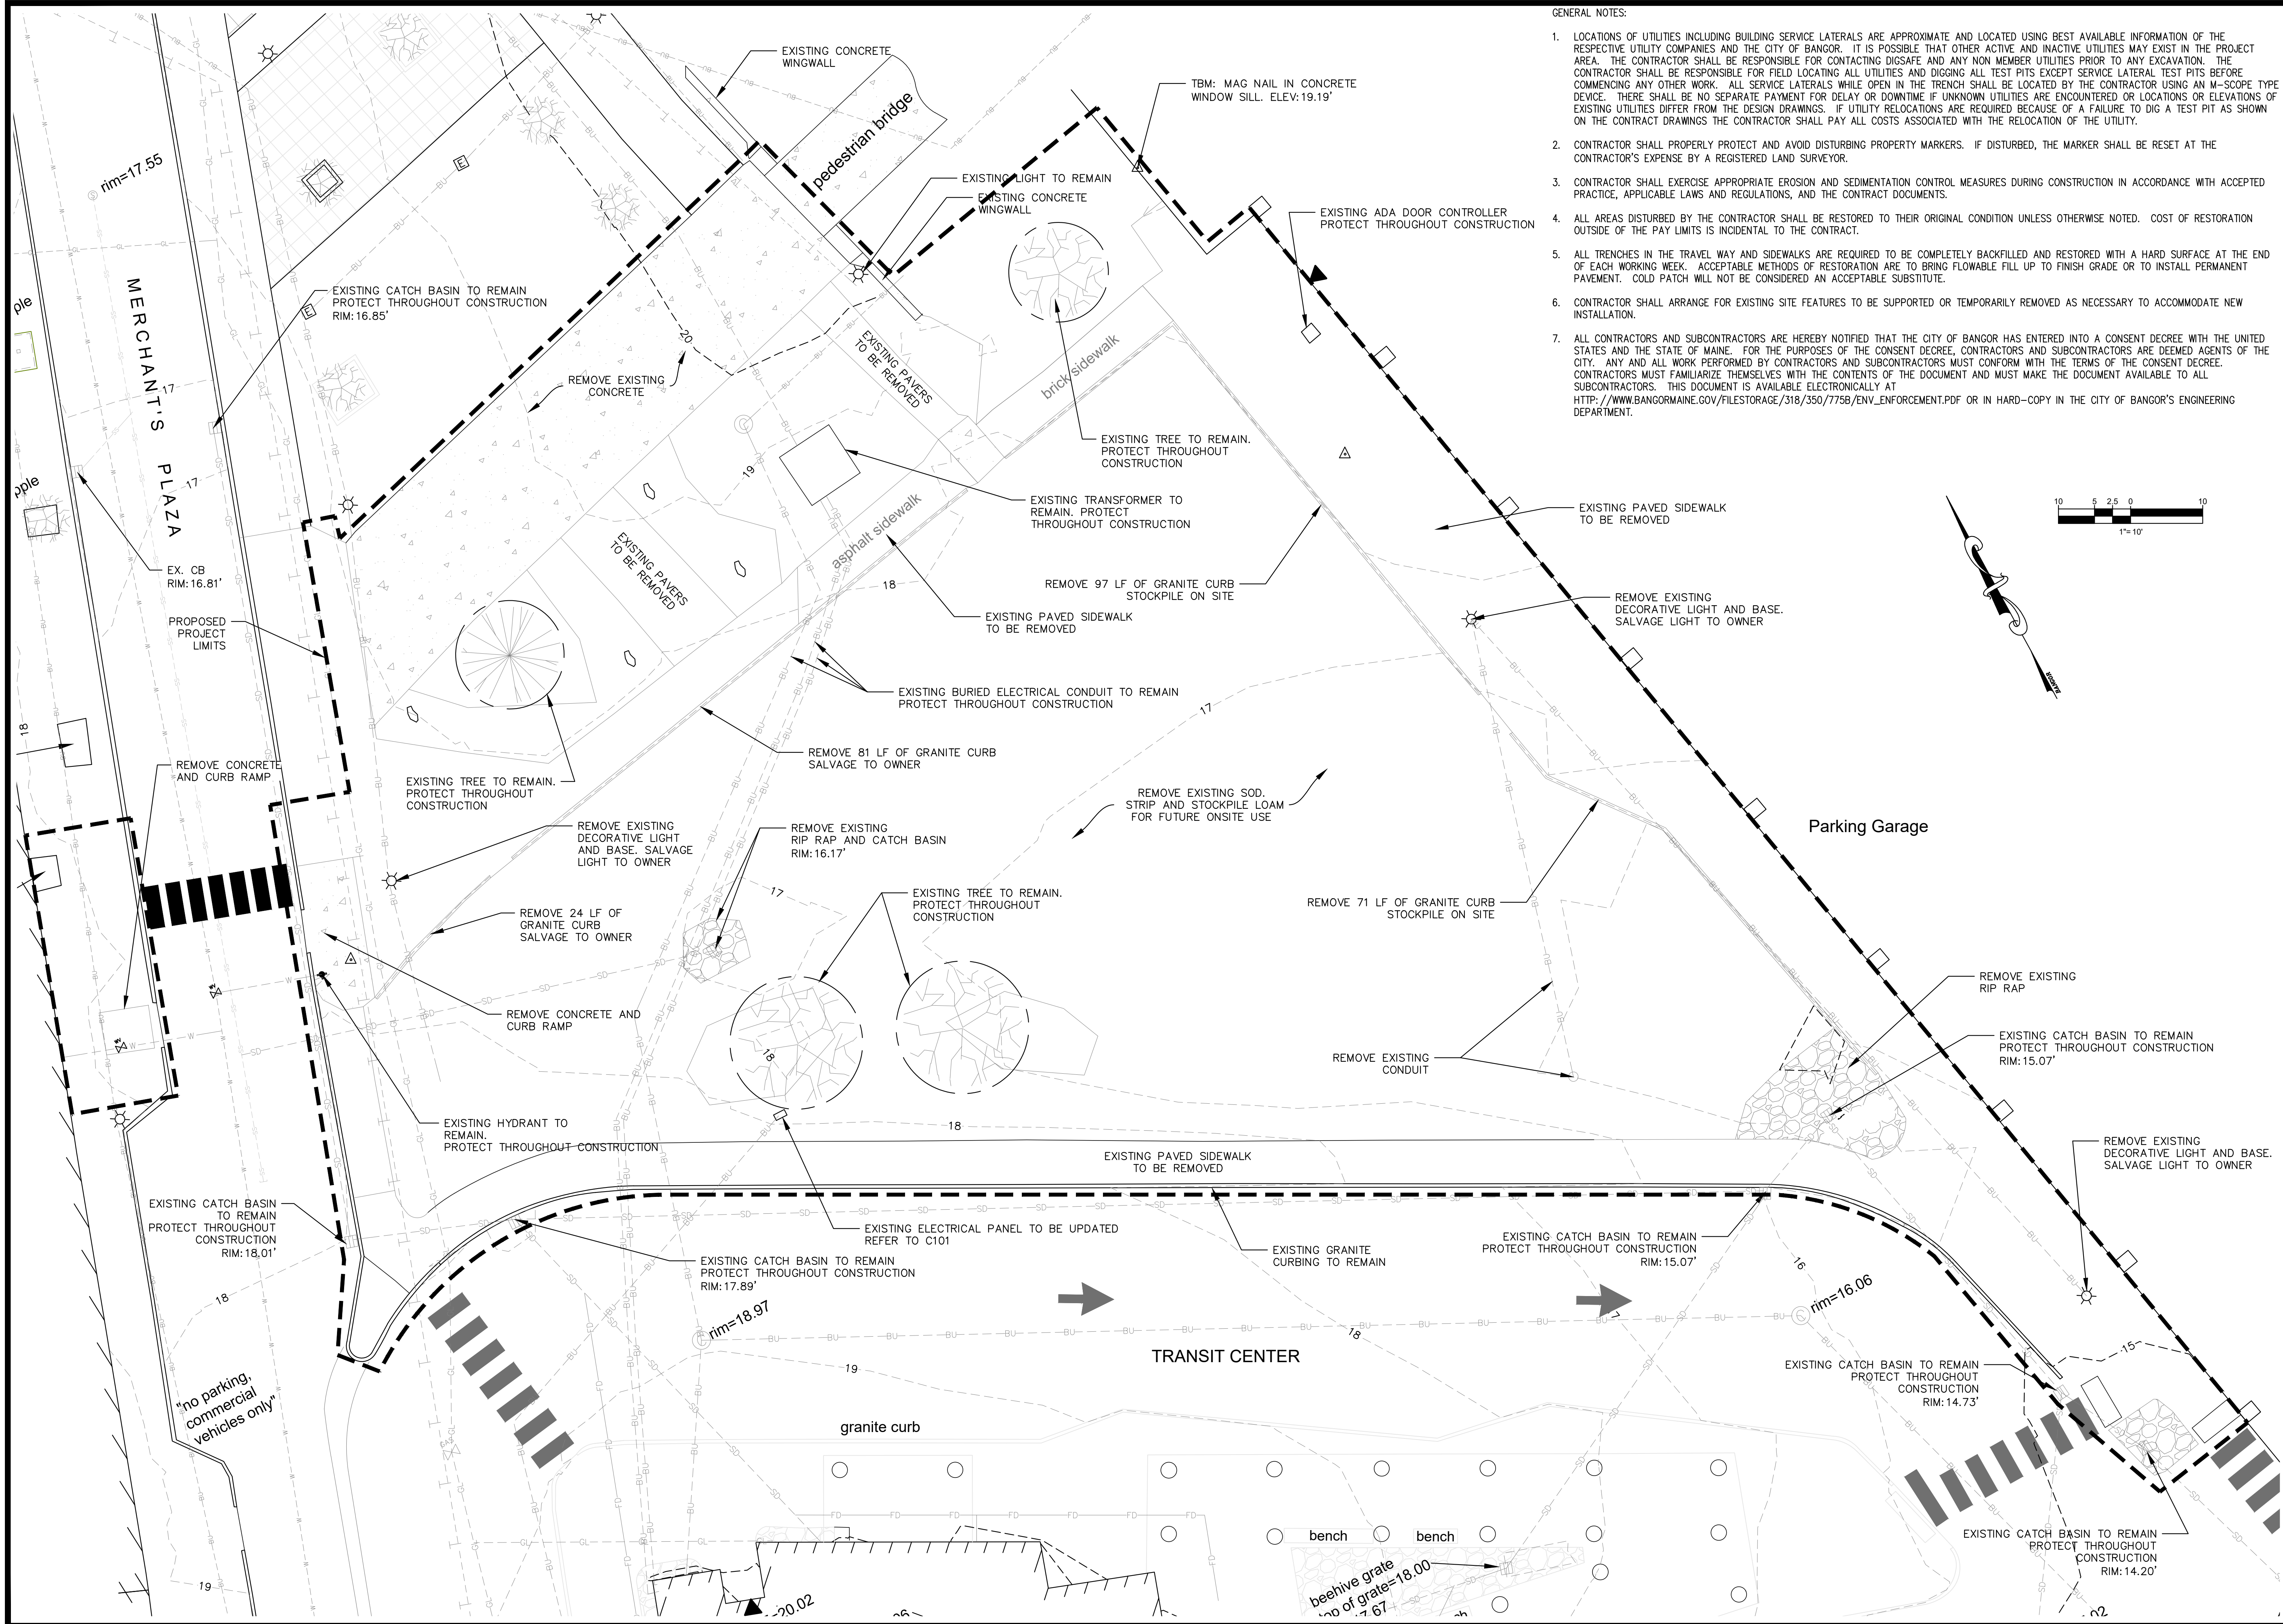 GENERAL NOTES:
1. LOCATIONS OF UTILITIES INCLUDING BUILDING SERVICE LATERALS ARE APPROXIMATE AND LOCATED USING BEST AVAILABLE INFORMATION OF THE
RESPECTIVE UTILITY COMPANIES AND THE CITY OF BANGOR. IT IS POSSIBLE THAT OTHER ACTIVE AND INACTIVE UTILITIES MAY EXIST IN THE PROJECT
AREA. THE CONTRACTOR SHALL BE RESPONSIBLE FOR CONTACTING DIGSAFE AND ANY NON MEMBER UTILITIES PRIOR TO ANY EXCAVATION. THE
CONTRACTOR SHALL BE RESPONSIBLE FOR FIELD LOCATING ALL UTILITIES AND DIGGING ALL TEST PITS EXCEPT SERVICE LATERAL TEST PITS BEFORE
COMMENCING ANY OTHER WORK. ALL SERVICE LATERALS WHILE OPEN IN THE TRENCH SHALL BE LOCATED BY THE CONTRACTOR USING AN M-SCOPE TYPE
DEVICE. THERE SHALL BE NO SEPARATE PAYMENT FOR DELAY OR DOWNTIME IF UNKNOWN UTILITIES ARE ENCOUNTERED OR LOCATIONS OR ELEVATIONS OF
EXISTING UTILITIES DIFFER FROM THE DESIGN DRAWINGS. IF UTILITY RELOCATIONS ARE REQUIRED BECAUSE OF A FAILURE TO DIG A TEST PIT AS SHOWN
ON THE CONTRACT DRAWINGS THE CONTRACTOR SHALL PAY ALL COSTS ASSOCIATED WITH THE RELOCATION OF THE UTILITY.
2. CONTRACTOR SHALL PROPERLY PROTECT AND AVOID DISTURBING PROPERTY MARKERS. IF DISTURBED, THE MARKER SHALL BE RESET AT THE
CONTRACTOR'S EXPENSE BY A REGISTERED LAND SURVEYOR.
3. CONTRACTOR SHALL EXERCISE APPROPRIATE EROSION AND SEDIMENTATION CONTROL MEASURES DURING CONSTRUCTION IN ACCORDANCE WITH ACCEPTED
PRACTICE, APPLICABLE LAWS AND REGULATIONS, AND THE CONTRACT DOCUMENTS.
4. ALL AREAS DISTURBED BY THE CONTRACTOR SHALL BE RESTORED TO THEIR ORIGINAL CONDITION UNLESS OTHERWISE NOTED. COST OF RESTORATION
OUTSIDE OF THE PAY LIMITS IS INCIDENTAL TO THE CONTRACT.
5. ALL TRENCHES IN THE TRAVEL WAY AND SIDEWALKS ARE REQUIRED TO BE COMPLETELY BACKFILLED AND RESTORED WITH A HARD SURFACE AT THE END
OF EACH WORKING WEEK. ACCEPTABLE METHODS OF RESTORATION ARE TO BRING FLOWABLE FILL UP TO FINISH GRADE OR TO INSTALL PERMANENT
PAVEMENT. COLD PATCH WILL NOT BE CONSIDERED AN ACCEPTABLE SUBSTITUTE.
6. CONTRACTOR SHALL ARRANGE FOR EXISTING SITE FEATURES TO BE SUPPORTED OR TEMPORARILY REMOVED AS NECESSARY TO ACCOMMODATE NEW
INSTALLATION.
7. ALL CONTRACTORS AND SUBCONTRACTORS ARE HEREBY NOTIFIED THAT THE CITY OF BANGOR HAS ENTERED INTO A CONSENT DECREE WITH THE UNITED
STATES AND THE STATE OF MAINE. FOR THE PURPOSES OF THE CONSENT DECREE, CONTRACTORS AND SUBCONTRACTORS ARE DEEMED AGENTS OF THE
CITY. ANY AND ALL WORK PERFORMED BY CONTRACTORS AND SUBCONTRACTORS MUST CONFORM WITH THE TERMS OF THE CONSENT DECREE.
CONTRACTORS MUST FAMILIARIZE THEMSELVES WITH THE CONTENTS OF THE DOCUMENT AND MUST MAKE THE DOCUMENT AVAILABLE TO ALL
SUBCONTRACTORS. THIS DOCUMENT IS AVAILABLE ELECTRONICALLY AT
HTTP://WWW.BANGORMAINE.GOV/FILESTORAGE/318/350/775B/ENV_ENFORCEMENT.PDF OR IN HARD-COPY IN THE CITY OF BANGOR'S ENGINEERING
DEPARTMENT.
EXISTING CONCRETE
WINGWALL
pedestrian bridge
TBM: MAG NAIL IN CONCRETE
WINDOW SILL. ELEV:19.19'
EXISTING LIGHT TO REMAIN
EXISTING CONCRETE
WINGWALL
EXISTING ADA DOOR CONTROLLER
PROTECT THROUGHOUT CONSTRUCTION
rim=17.55
MERCHANT'S PLAZA
EXISTING CATCH BASIN TO REMAIN
PROTECT THROUGHOUT CONSTRUCTION
RIM:16.85'
E
E
20
17
17
REMOVE EXISTING
CONCRETE
EXISTING PAVERS
TO BE REMOVED
brick sidewalk
EXISTING TREE TO REMAIN.
PROTECT THROUGHOUT
CONSTRUCTION
19
EXISTING TRANSFORMER TO
REMAIN. PROTECT
THROUGHOUT CONSTRUCTION
asphalt sidewalk
EXISTING PAVED SIDEWALK
TO BE REMOVED
10 5 2.5 0 10
1"= 10'
BANGOR
EX. CB
RIM:16.81'
EXISTING PAVERS
TO BE REMOVED
18
REMOVE 97 LF OF GRANITE CURB
STOCKPILE ON SITE
REMOVE EXISTING
DECORATIVE LIGHT AND BASE.
SALVAGE LIGHT TO OWNER
PROPOSED
PROJECT
LIMITS
EXISTING PAVED SIDEWALK
TO BE REMOVED
EXISTING BURIED ELECTRICAL CONDUIT TO REMAIN
PROTECT THROUGHOUT CONSTRUCTION
17
18
REMOVE 81 LF OF GRANITE CURB
SALVAGE TO OWNER
REMOVE CONCRETE
AND CURB RAMP
EXISTING TREE TO REMAIN.
PROTECT THROUGHOUT
CONSTRUCTION
REMOVE EXISTING SOD.
STRIP AND STOCKPILE LOAM
FOR FUTURE ONSITE USE
Parking Garage
REMOVE EXISTING
DECORATIVE LIGHT
AND BASE. SALVAGE
LIGHT TO OWNER
REMOVE EXISTING
RIP RAP AND CATCH BASIN
RIM:16.17'
17
EXISTING TREE TO REMAIN.
PROTECT THROUGHOUT
CONSTRUCTION
REMOVE 71 LF OF GRANITE CURB
STOCKPILE ON SITE
REMOVE 24 LF OF
GRANITE CURB
SALVAGE TO OWNER
REMOVE EXISTING
RIP RAP
REMOVE CONCRETE AND
CURB RAMP
EXISTING CATCH BASIN TO REMAIN
PROTECT THROUGHOUT CONSTRUCTION
RIM:15.07'
18
REMOVE EXISTING
CONDUIT
EXISTING HYDRANT TO
REMAIN.
PROTECT THROUGHOUT CONSTRUCTION
18
EXISTING PAVED SIDEWALK
TO BE REMOVED
REMOVE EXISTING
DECORATIVE LIGHT AND BASE.
SALVAGE LIGHT TO OWNER
EXISTING CATCH BASIN
TO REMAIN
PROTECT THROUGHOUT
CONSTRUCTION
RIM:18.01'
EXISTING ELECTRICAL PANEL TO BE UPDATED
REFER TO C101
EXISTING CATCH BASIN TO REMAIN
PROTECT THROUGHOUT CONSTRUCTION
RIM:17.89'
EXISTING GRANITE
CURBING TO REMAIN
EXISTING CATCH BASIN TO REMAIN
PROTECT THROUGHOUT CONSTRUCTION
RIM:15.07'
16
18
rim=18.97
rim=16.06
18
TRANSIT CENTER
19
15
EXISTING CATCH BASIN TO REMAIN
PROTECT THROUGHOUT
CONSTRUCTION
RIM:14.73'
"no parking,
commercial
vehicles only"
granite curb
bench bench
EXISTING CATCH BASIN TO REMAIN
PROTECT THROUGHOUT
CONSTRUCTION
RIM:14.20'
beehive grate
top of grate=18.00
19
=20.02